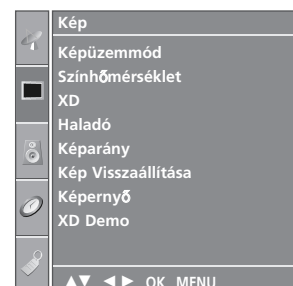 Kép
Képüzemmód
Színhőmérséklet
XD
Haladó
Képarány
Kép Visszaállítása
Képernyő
XD Demo
▲▼ ◄► OK MENU